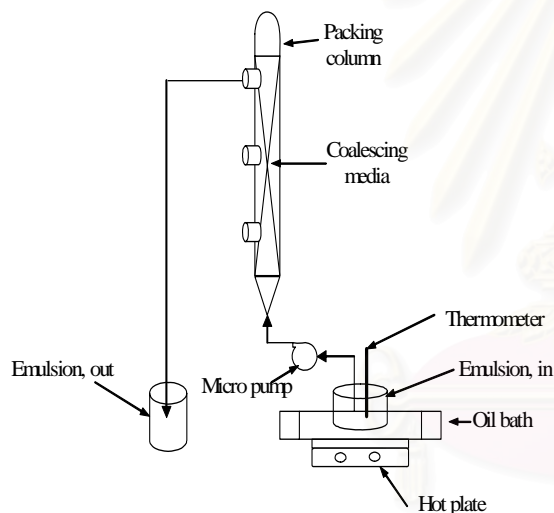 Packing
column
Coalescing
media
Thermometer
Emulsion, in
Emulsion, out
Micro pump
Oil bath
Hot plate